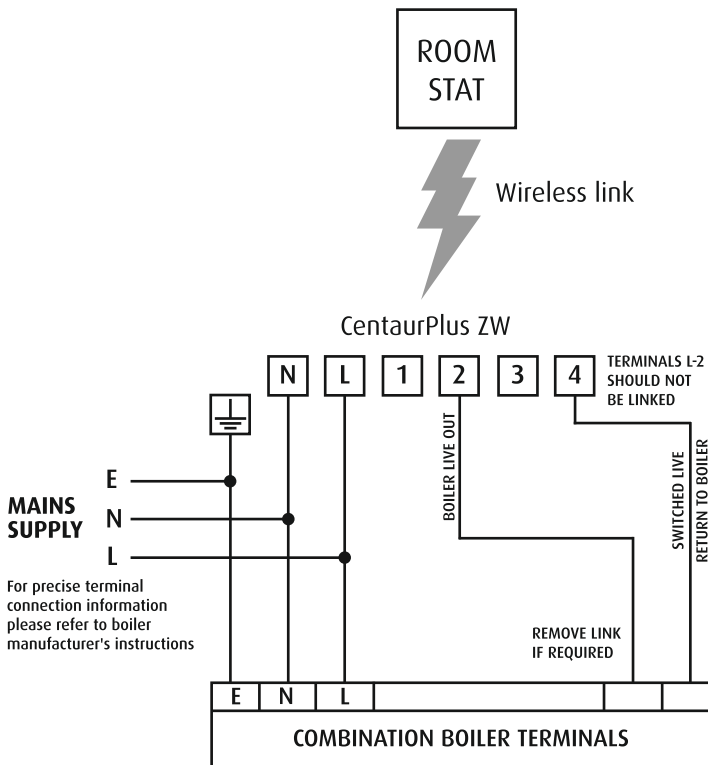 ROOM
STAT
Wireless link
CentaurPlus ZW
N L 1 2 3 4
TERMINALS L-2
SHOULD NOT
BE LINKED
BOILER LIVE OUT
SWITCHED LIVE
RETURN TO BOILER
MAINS
SUPPLY
E
N
L
For precise terminal
connection information
please refer to boiler
manufacturer's instructions
REMOVE LINK
IF REQUIRED
E N L
COMBINATION BOILER TERMINALS